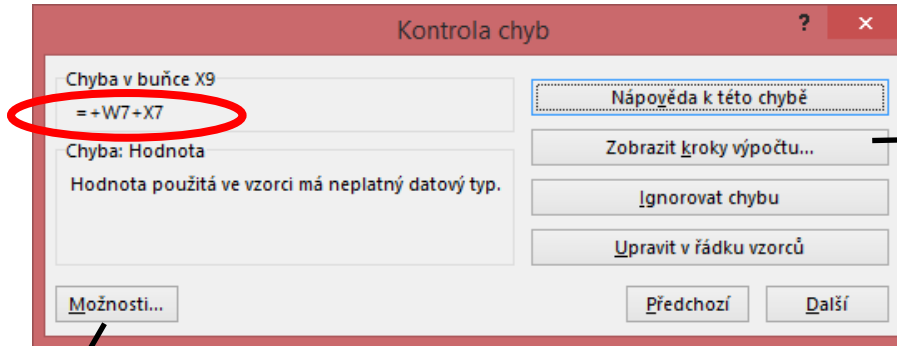 Kontrola chyb
? ×
Chyba v buňce X9
=+W7+X7
Chyba: Hodnota
Hodnota použitá ve vzorci má neplatný datový typ.
Nápověda k této chybě
Zobrazit kroky výpočtu...
Ignorovat chybu
Upravit v řádku vzorců
Možnosti...
Předchozí
Další